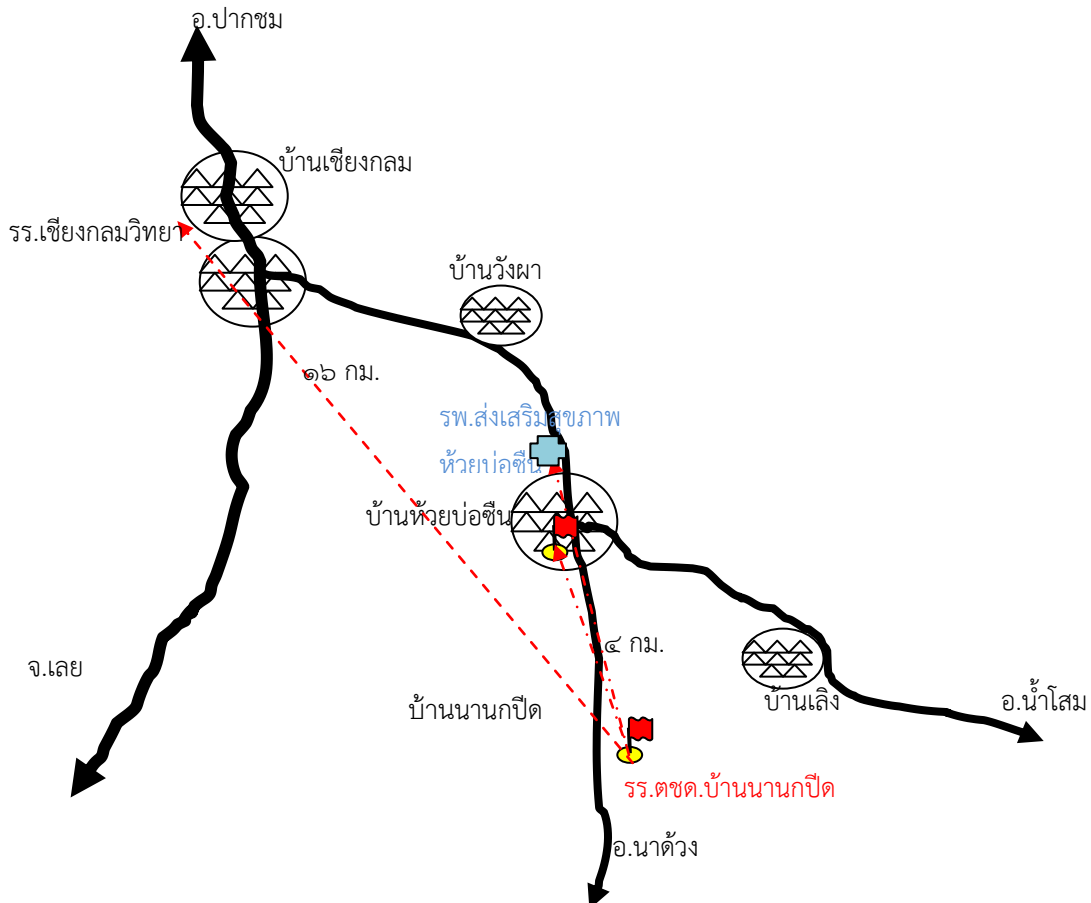 อ.ปากชม
บ้านเชียงกลม
รร.เชียงกลมวิทยา
บ้านวังผา
๑๖ กม.
รพ.ส่งเสริมสุขภาพ
ห้วยบ่อซืน
บ้านห้วยบ่อซืน
๔ กม.
จ.เลย
บ้านนานกปีด
บ้านเลิง
อ.น้ำโสม
รร.ตชด.บ้านนานกปีด
อ.นาด้วง